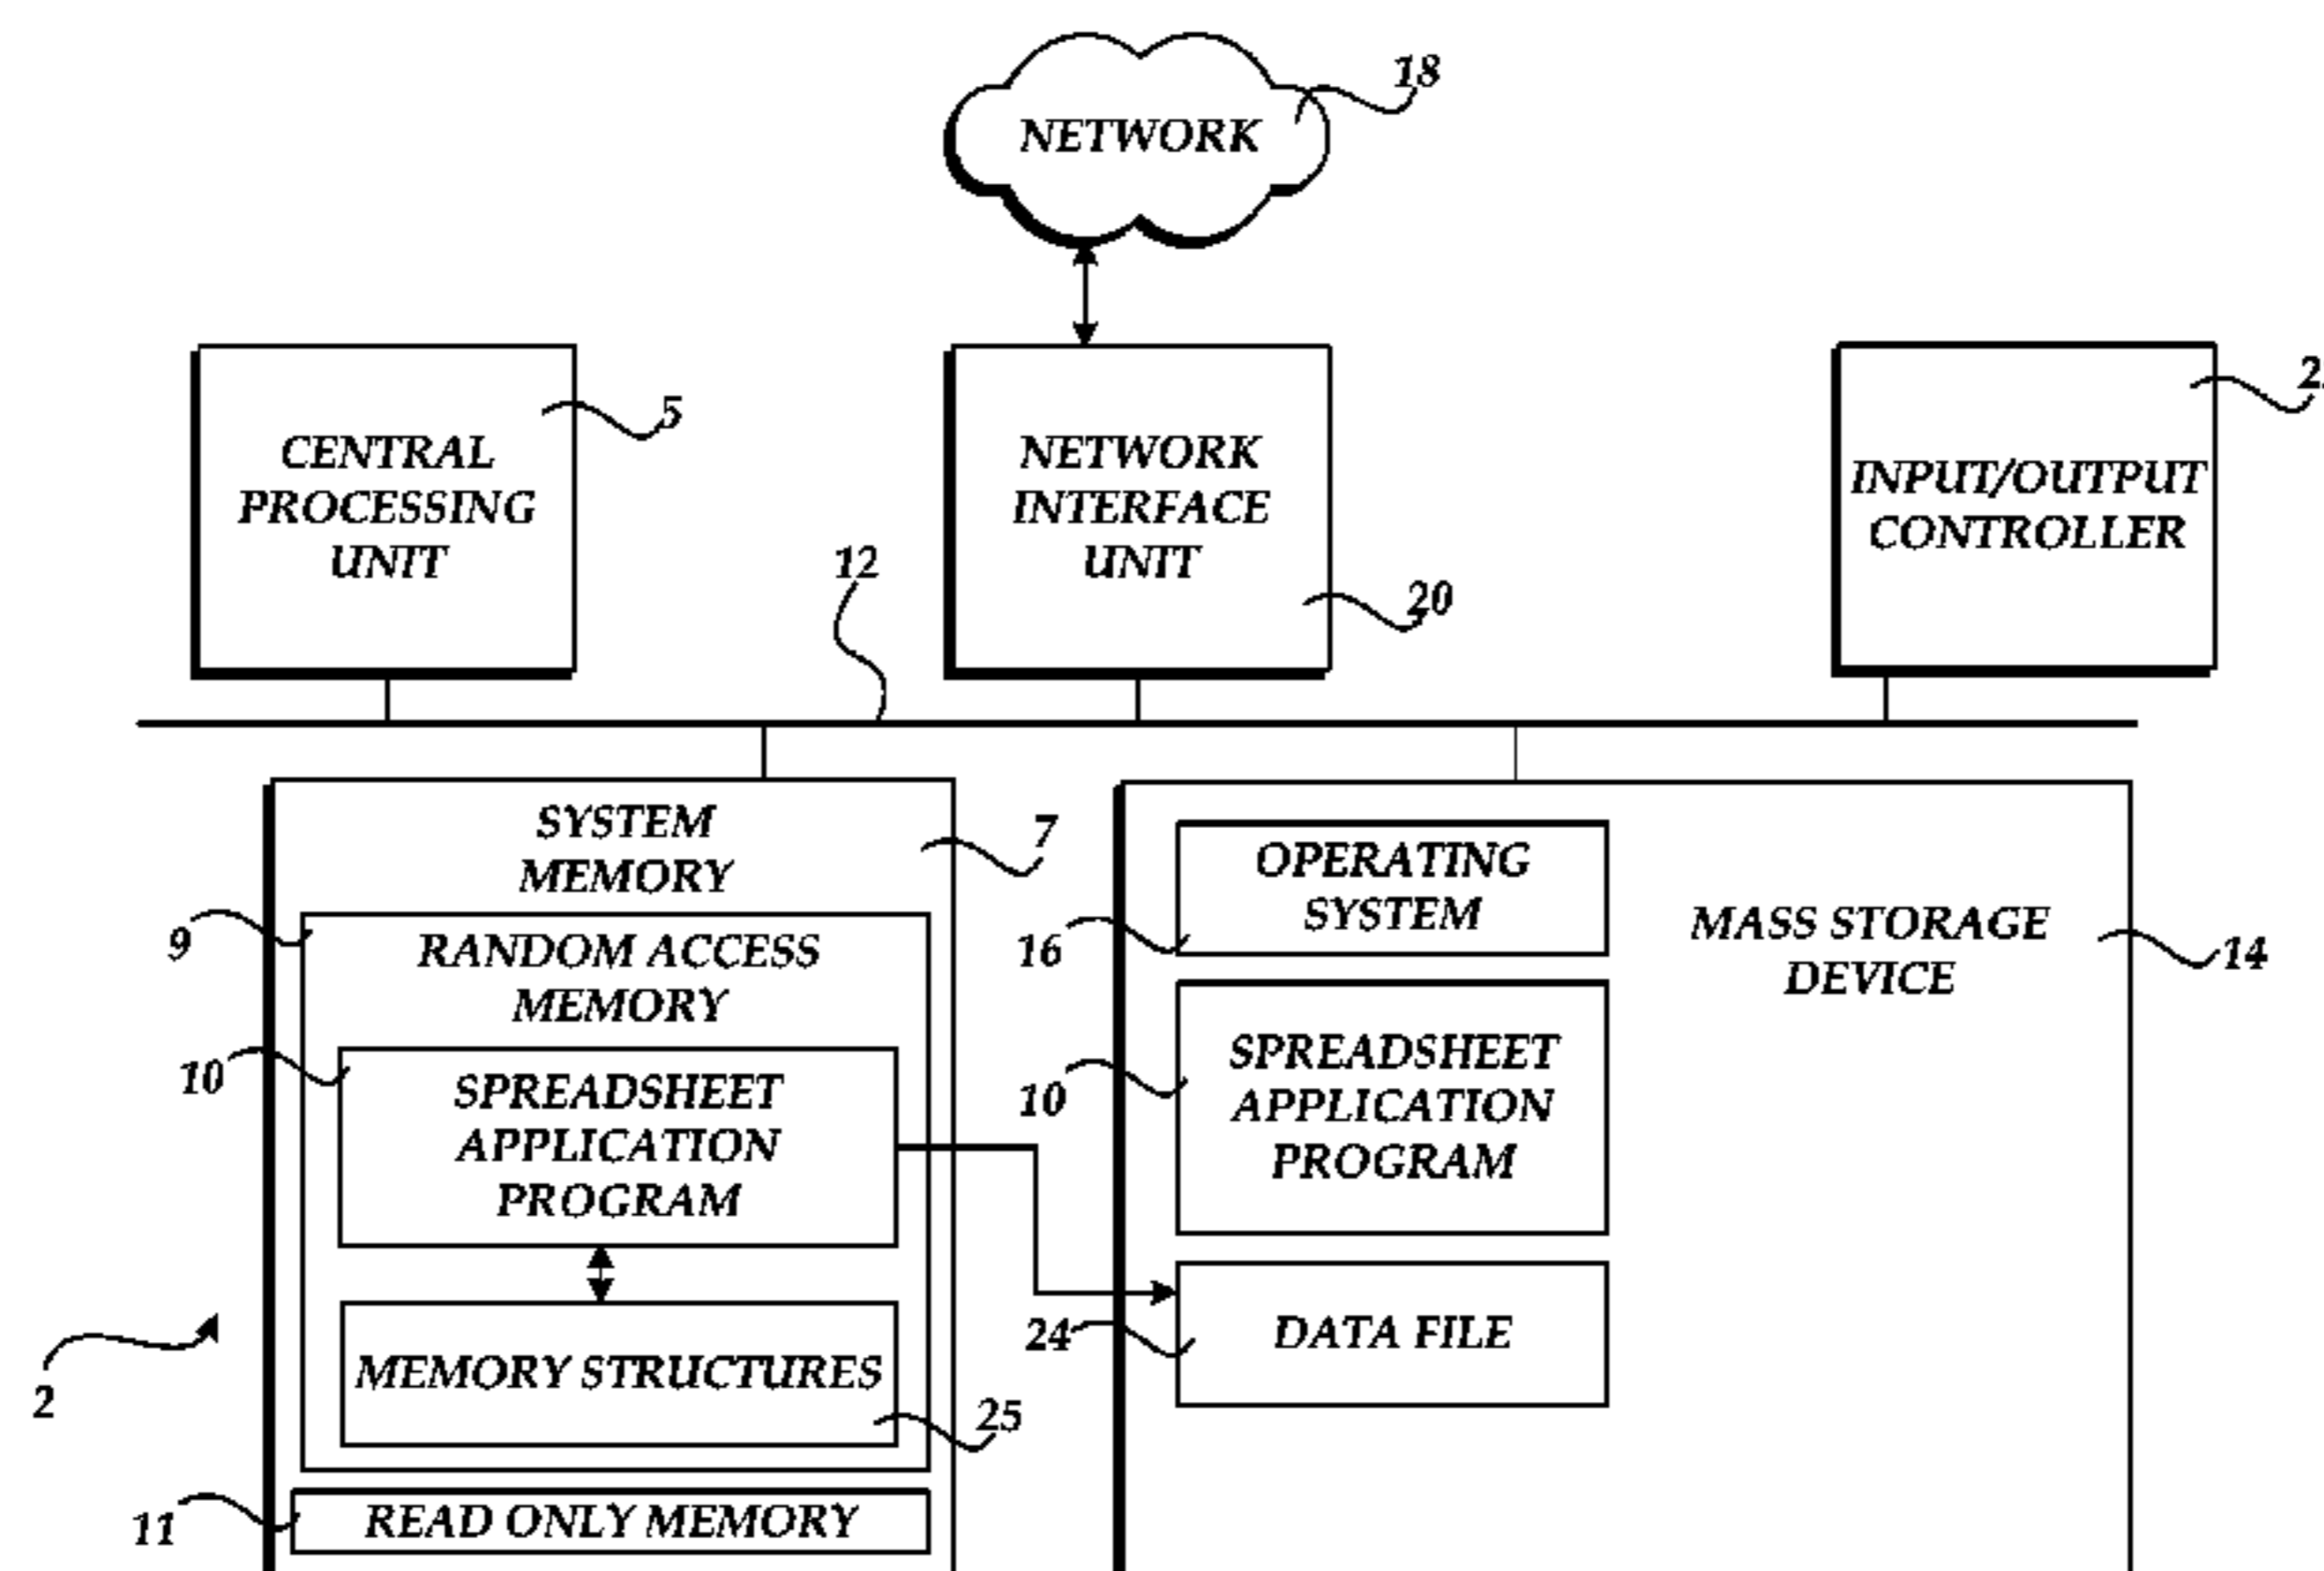 18
NETWORK
5
CENTRAL
PROCESSING
UNIT
NETWORK
INTERFACE
UNIT
20
INPUT/OUTPUT
CONTROLLER
12
SYSTEM
MEMORY
7
9
RANDOM ACCESS
MEMORY
10
SPREADSHEET
APPLICATION
PROGRAM
MEMORY STRUCTURES
25
2
11
READ ONLY MEMORY
OPERATING
SYSTEM
16
MASS STORAGE
DEVICE
14
10
SPREADSHEET
APPLICATION
PROGRAM
24
DATA FILE